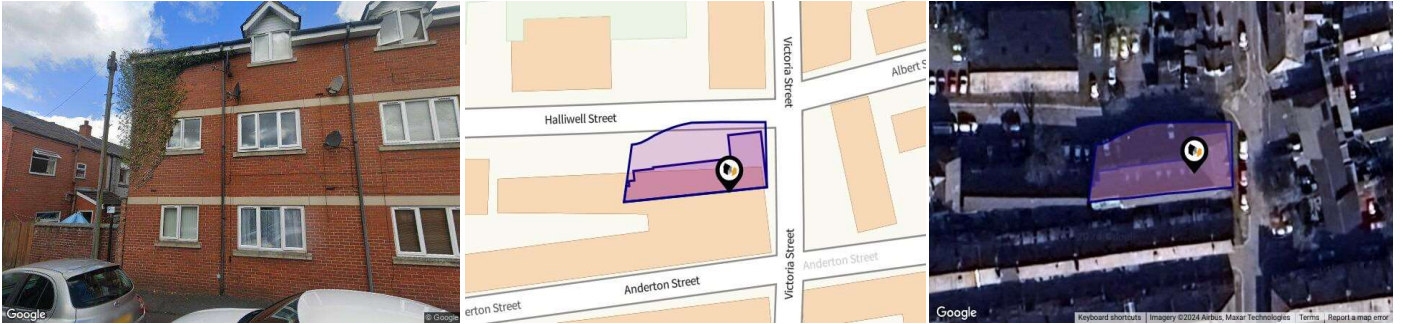 Google
© Google
Victoria Street
Albert S
Halliwell Street
Victoria Street
Anderton Street
Anderton Street
erton Street
Google
Keyboard shortcuts
Imagery ©2024 Airbus, Maxar Technologies
Terms
Report a map error